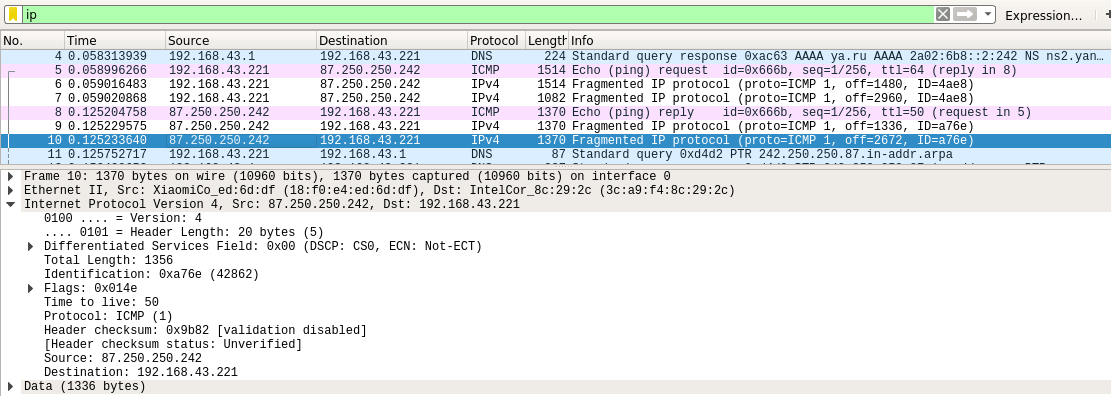 ip Expression… +
No. Time Source Destination Protocol Length Info
4 0.058313939 192.168.43.1 192.168.43.221 DNS 224 Standard query response 0xac63 AAAA ya.ru AAAA 2a02:6b8::2:242 NS ns2.yan…
5 0.058996266 192.168.43.221 87.250.250.242 ICMP 1514 Echo (ping) request id=0x666b, seq=1/256, ttl=64 (reply in 8)
6 0.059016483 192.168.43.221 87.250.250.242 IPv4 1514 Fragmented IP protocol (proto=ICMP 1, off=1480, ID=4ae8)
7 0.059020868 192.168.43.221 87.250.250.242 IPv4 1082 Fragmented IP protocol (proto=ICMP 1, off=2960, ID=4ae8)
8 0.125204758 87.250.250.242 192.168.43.221 ICMP 1370 Echo (ping) reply id=0x666b, seq=1/256, ttl=50 (request in 5)
9 0.125229575 87.250.250.242 192.168.43.221 IPv4 1370 Fragmented IP protocol (proto=ICMP 1, off=1336, ID=a76e)
10 0.125233640 87.250.250.242 192.168.43.221 IPv4 1370 Fragmented IP protocol (proto=ICMP 1, off=2672, ID=a76e)
11 0.125752717 192.168.43.221 192.168.43.1 DNS 87 Standard query 0xd4d2 PTR 242.250.250.87.in-addr.arpa
Frame 10: 1370 bytes on wire (10960 bits), 1370 bytes captured (10960 bits) on interface 0
Ethernet II, Src: XiaomiCo_ed:6d:df (18:f0:e4:ed:6d:df), Dst: IntelCor_8c:29:2c (3c:a9:f4:8c:29:2c)
Internet Protocol Version 4, Src: 87.250.250.242, Dst: 192.168.43.221
0100 .... = Version: 4
.... 0101 = Header Length: 20 bytes (5)
Differentiated Services Field: 0x00 (DSCP: CS0, ECN: Not-ECT)
Total Length: 1356
Identification: 0xa76e (42862)
Flags: 0x014e
Time to live: 50
Protocol: ICMP (1)
Header checksum: 0x9b82 [validation disabled]
[Header checksum status: Unverified]
Source: 87.250.250.242
Destination: 192.168.43.221
Data (1336 bytes)